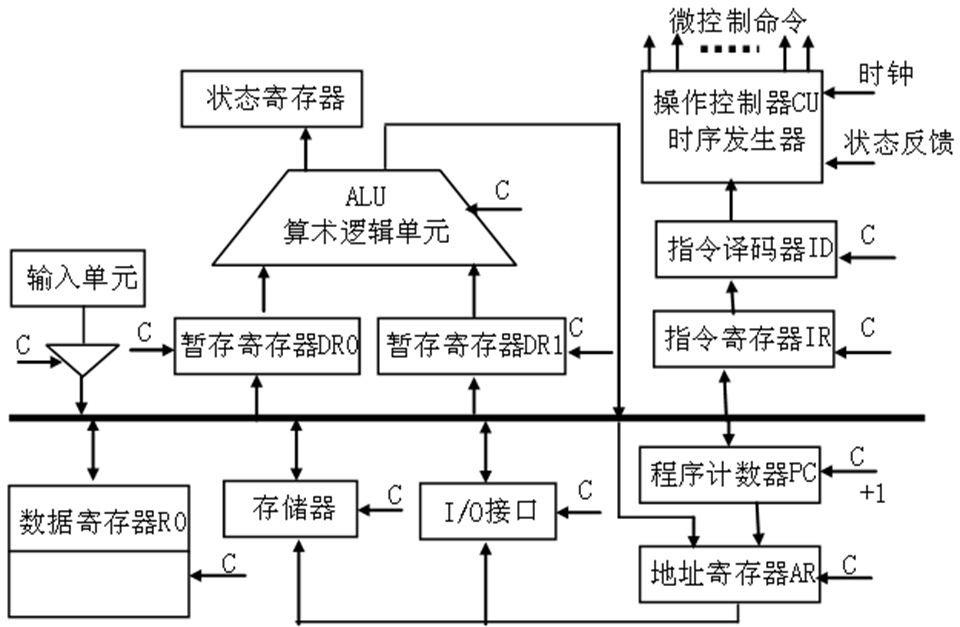 微控制命令
时钟
操作控制器CU
时序发生器
状态反馈
状态寄存器
ALU
算术逻辑单元
C
指令译码器ID
C
输入单元
C
C
暂存寄存器DR0
暂存寄存器DR1
C
指令寄存器IR
C
数据寄存器R0
C
存储器
C
I/O接口
C
程序计数器PC
C
+1
地址寄存器AR
C